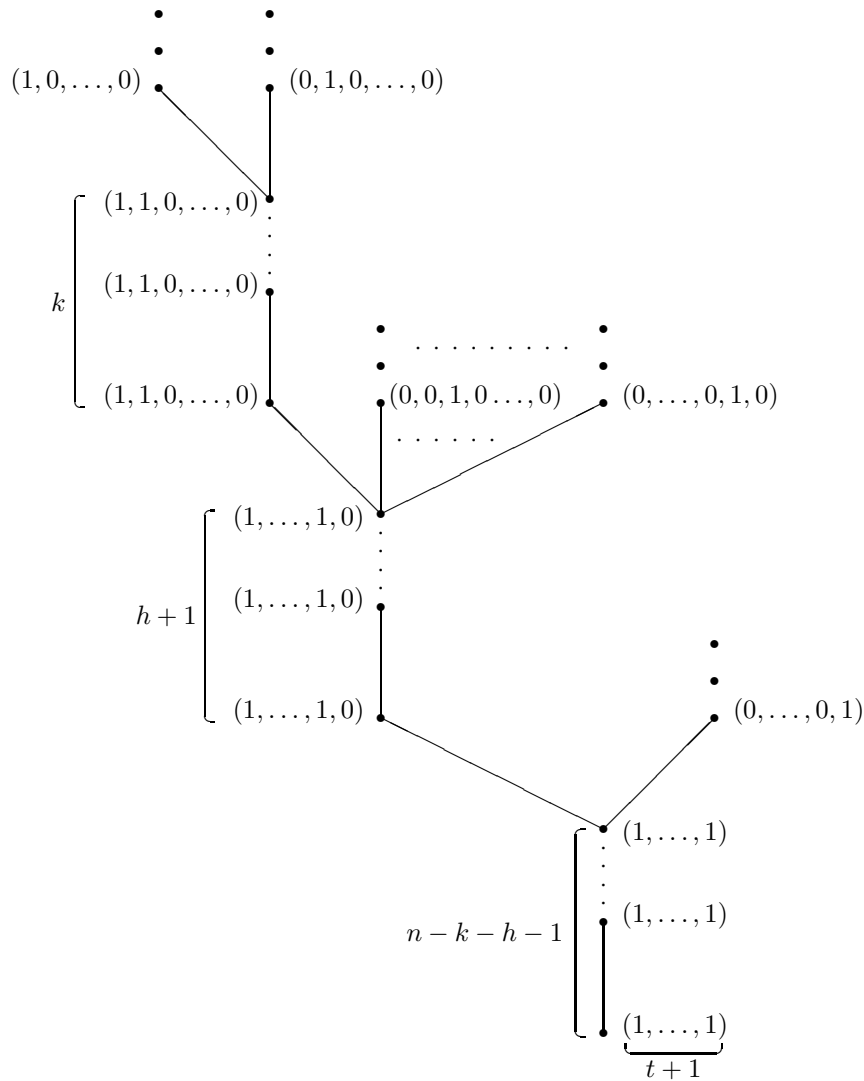 (1, 0, . . . , 0) (0, 1, 0, . . . , 0)
(1, 1, 0, . . . , 0)
k (1, 1, 0, . . . , 0)
(1, 1, 0, . . . , 0) (0, 0, 1, 0 . . . , 0) (0, . . . , 0, 1, 0)
(1, . . . , 1, 0)
h + 1 (1, . . . , 1, 0)
(1, . . . , 1, 0) (0, . . . , 0, 1)
(1, . . . , 1)
n − k − h − 1 (1, . . . , 1)
(1, . . . , 1)
t + 1